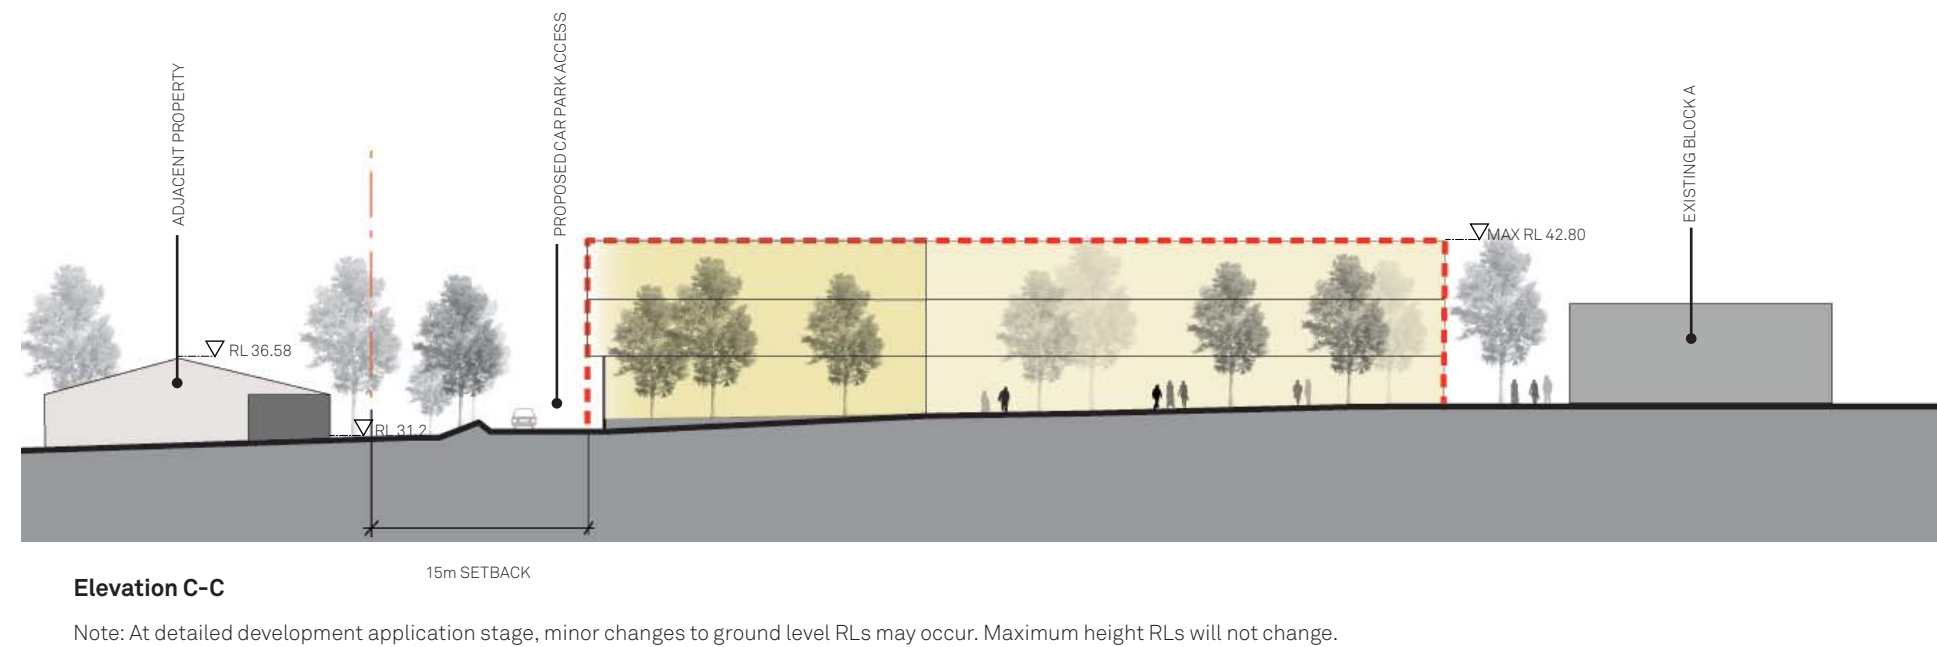 PROPOSED CAR PARK ACCESS
ADJACENT PROPERTY
EXISTING BLOCK A
MAX RL 42.80
RL 36.58
RL 31.2
15m SETBACK
Elevation C-C
Note: At detailed development application stage, minor changes to ground level RLs may occur. Maximum height RLs will not change.